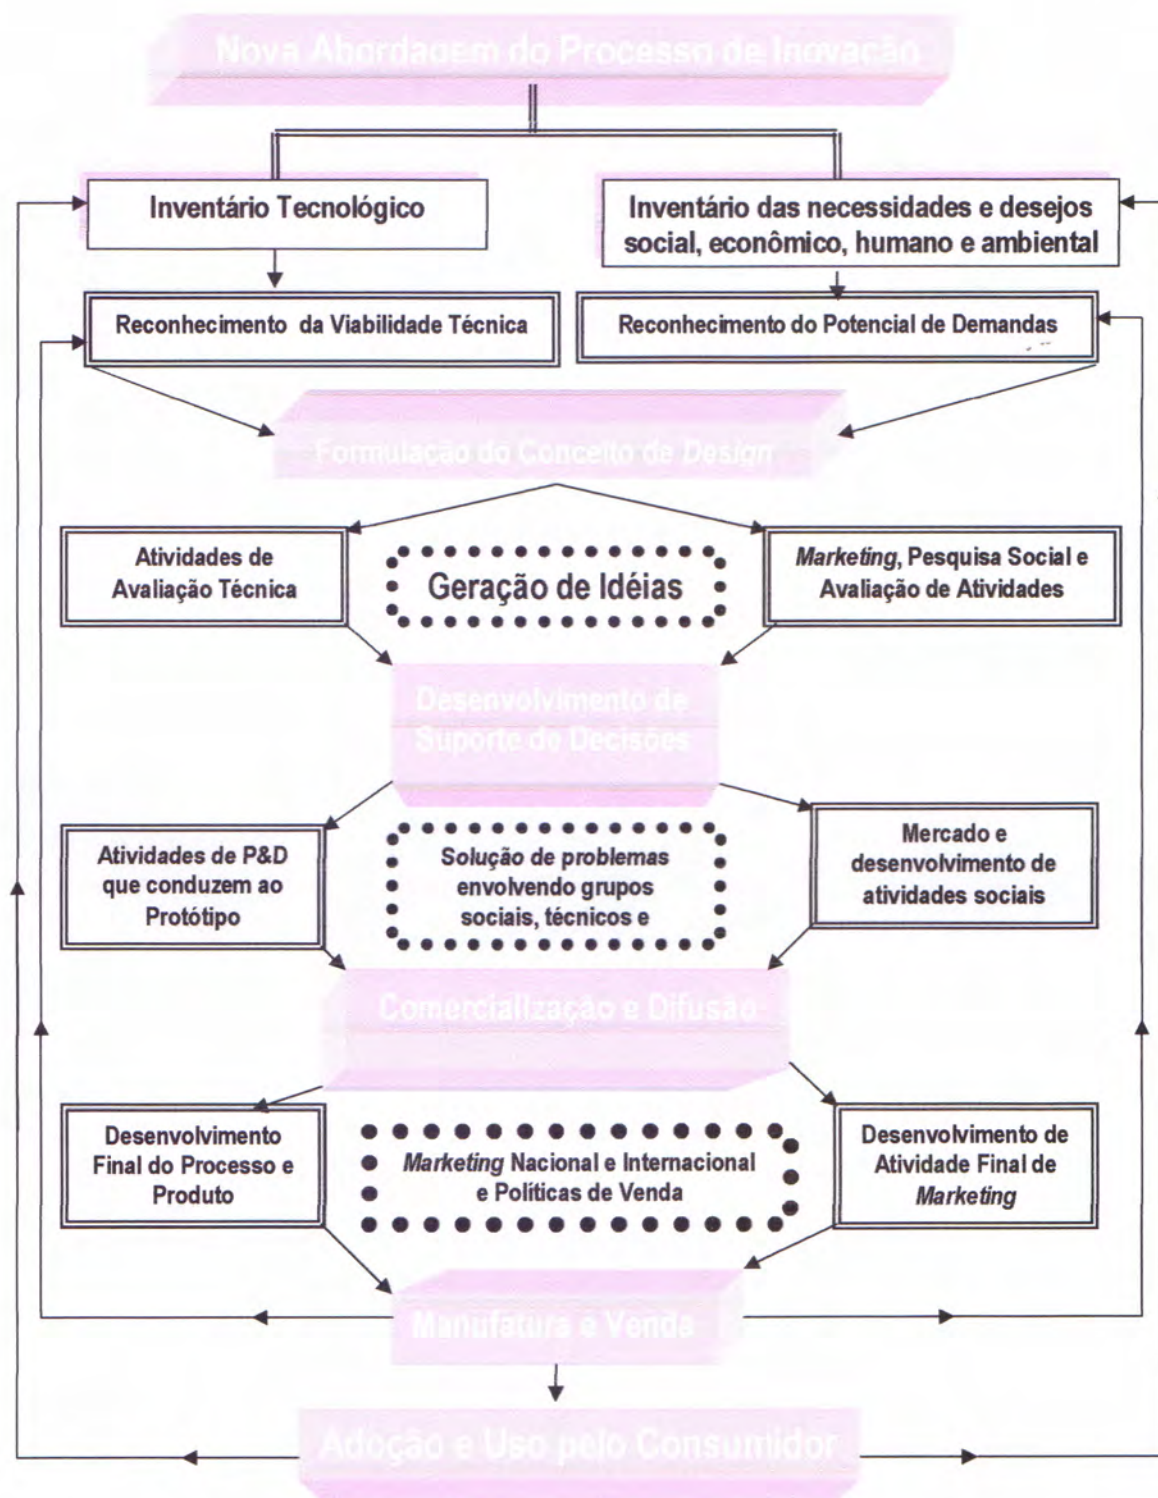 Nova Abordagem do Processo de Inovação
Inventário Tecnológico
Inventário das necessidades e desejos
social, econômico, humano e ambiental
Reconhecimento da Viabilidade Técnica
Reconhecimento do Potencial de Demandas
Formulação do Conceito de Design
Atividades de
Avaliação Técnica
Geração de Idéias
Marketing, Pesquisa Social e
Avaliação de Atividades
Desenvolvimento de
Suporte de Decisões
Atividades de P&D
que conduzem ao
Protótipo
Solução de problemas
envolvendo grupos
sociais, técnicos e
Mercado e
desenvolvimento de
atividades sociais
Comercialização e Difusão
Desenvolvimento
Final do Processo e
Produto
Marketing Nacional e Internacional
e Políticas de Venda
Desenvolvimento de
Atividade Final de
Marketing
Manufatura e Venda
Adoção e Uso pelo Consumidor